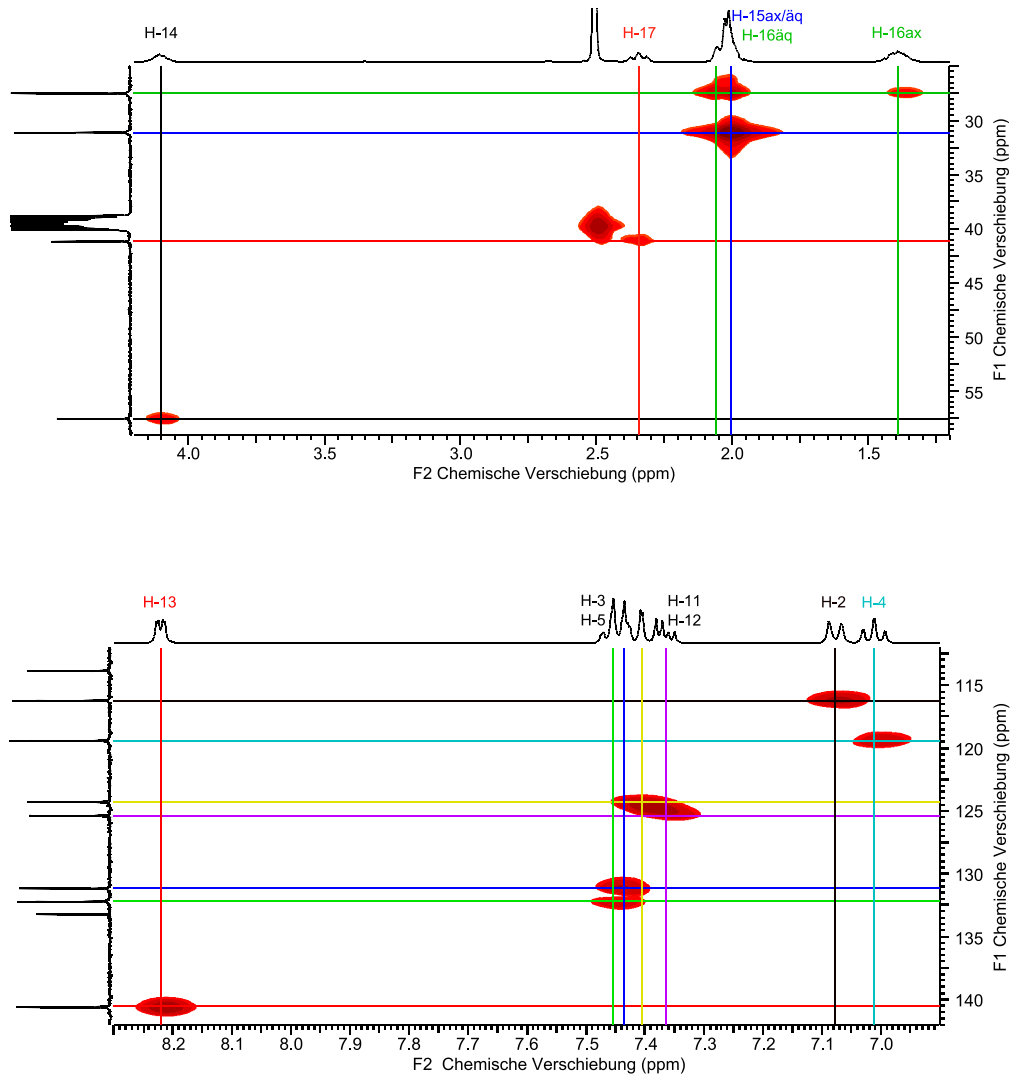 H-14
H-17
H-15ax/äq
H-16äq
H-16ax
30
35
40
45
50
55
F1 Chemische Verschiebung (ppm)
4.0 3.5 3.0 2.5 2.0 1.5
F2 Chemische Verschiebung (ppm)
H-13
H-3
H-5
H-11
H-12
H-2
H-4
115
120
125
130
135
140
F1 Chemische Verschiebung (ppm)
8.2 8.1 8.0 7.9 7.8 7.7 7.6 7.5 7.4 7.3 7.2 7.1 7.0
F2 Chemische Verschiebung (ppm)